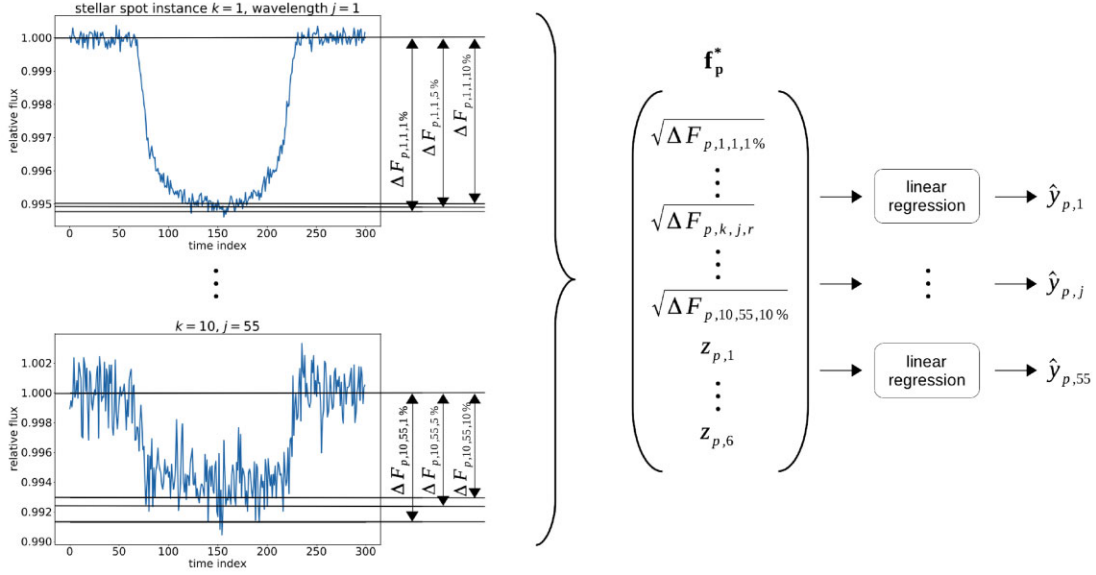 stellar spot instance k = 1, wavelength j = 1
relative flux
1.000
0.999
0.998
0.997
0.996
0.995
0 50 100 150 200 250 300
time index
ΔF_{p,1,1,1%}
ΔF_{p,1,1,5%}
ΔF_{p,1,1,10%}
k = 10, j = 55
relative flux
1.002
1.000
0.998
0.996
0.994
0.992
0.990
0 50 100 150 200 250 300
time index
ΔF_{p,10,55,1%}
ΔF_{p,10,55,5%}
ΔF_{p,10,55,10%}
f_p^*
√ΔF_{p,1,1,1%}
√ΔF_{p,k,j,r}
√ΔF_{p,10,55,10%}
z_{p,1}
z_{p,6}
linear
regression
ŷ_{p,1}
ŷ_{p,j}
linear
regression
ŷ_{p,55}